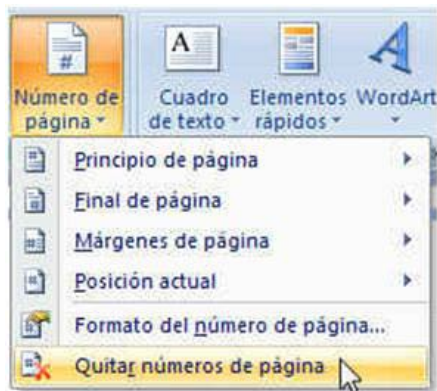 Número de página
Cuadro de texto
Elementos rápidos
WordArt
Principio de página
Final de página
Márgenes de página
Posición actual
Formato del número de página...
Quitar números de página